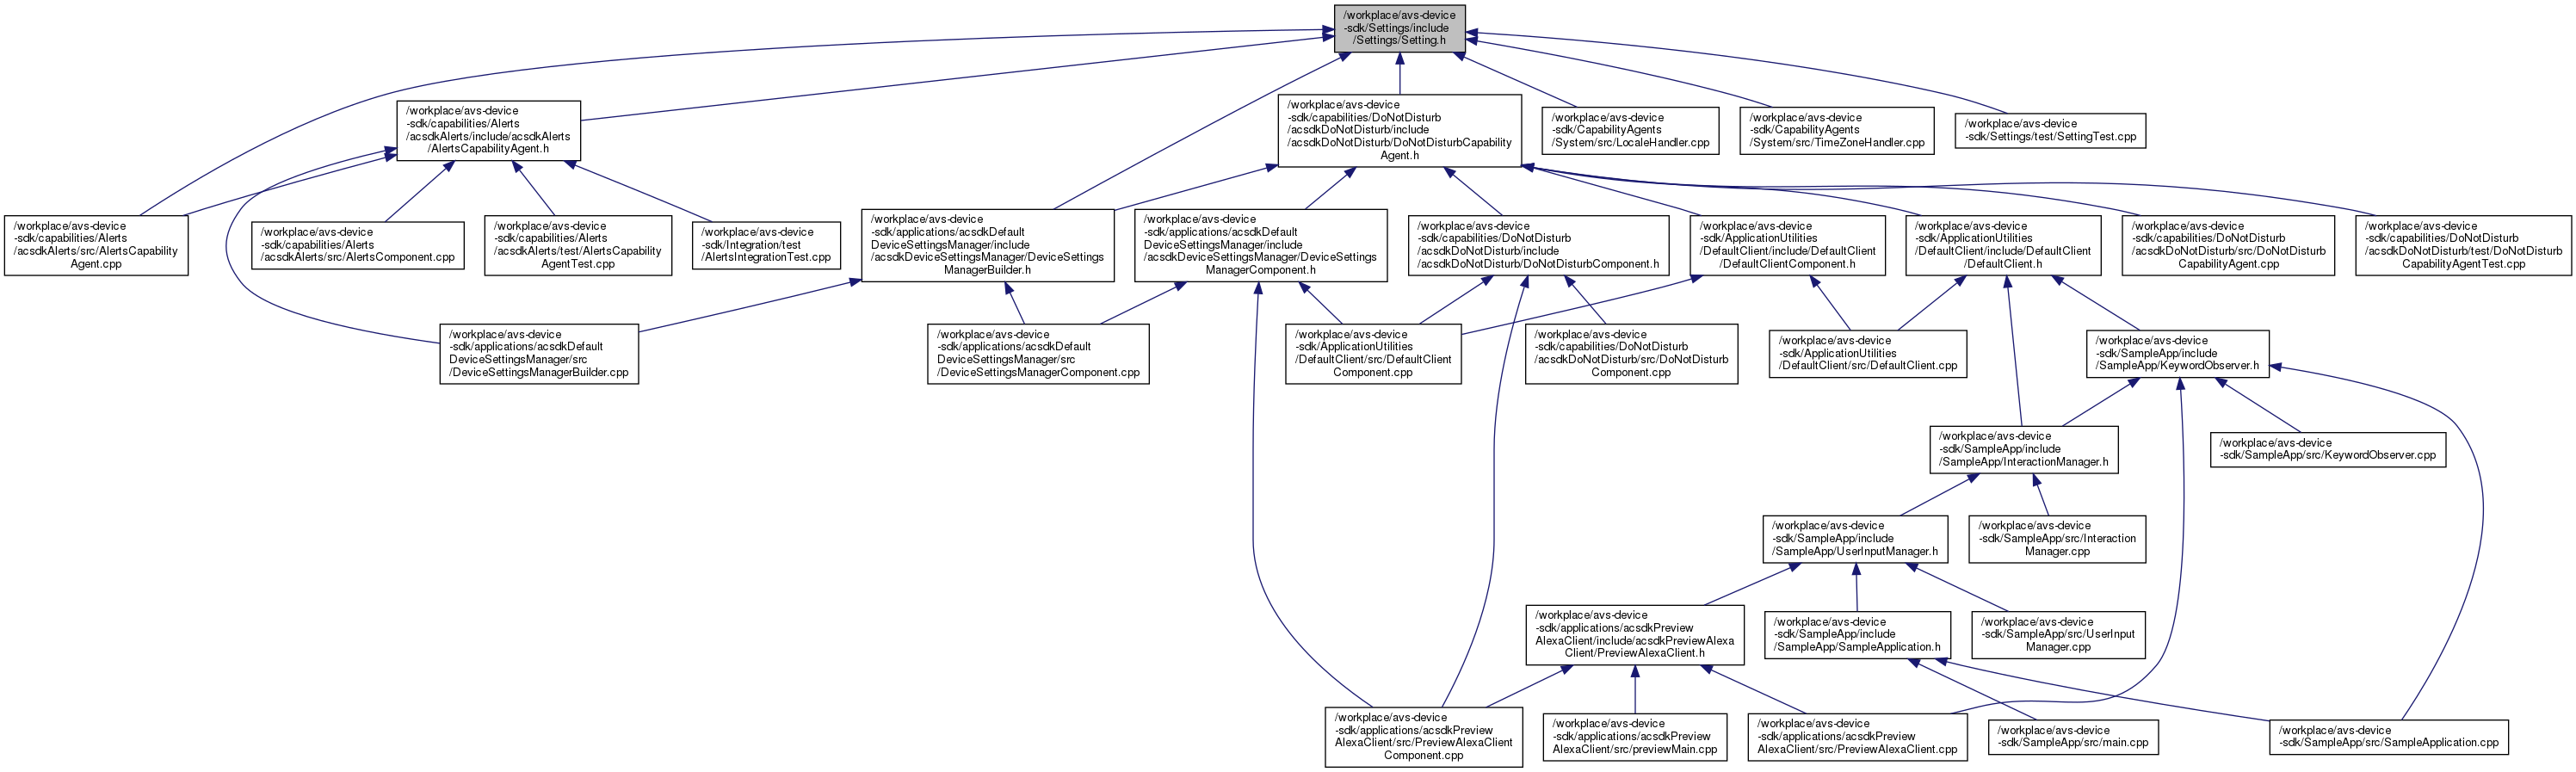 /workplace/avs-device
-sdk/Settings/include
/Settings/Setting.h
/workplace/avs-device
-sdk/capabilities/Alerts
/acsdkAlerts/include/acsdkAlerts
/AlertsCapabilityAgent.h
/workplace/avs-device
-sdk/capabilities/DoNotDisturb
/acsdkDoNotDisturb/include
/acsdkDoNotDisturb/DoNotDisturbCapability
Agent.h
/workplace/avs-device
-sdk/CapabilityAgents
/System/src/LocaleHandler.cpp
/workplace/avs-device
-sdk/CapabilityAgents
/System/src/TimeZoneHandler.cpp
/workplace/avs-device
-sdk/Settings/test/SettingTest.cpp
/workplace/avs-device
-sdk/capabilities/Alerts
/acsdkAlerts/src/AlertsCapability
Agent.cpp
/workplace/avs-device
-sdk/capabilities/Alerts
/acsdkAlerts/src/AlertsComponent.cpp
/workplace/avs-device
-sdk/capabilities/Alerts
/acsdkAlerts/test/AlertsCapability
AgentTest.cpp
/workplace/avs-device
-sdk/Integration/test
/AlertsIntegrationTest.cpp
/workplace/avs-device
-sdk/applications/acsdkDefault
DeviceSettingsManager/include
/acsdkDeviceSettingsManager/DeviceSettings
ManagerBuilder.h
/workplace/avs-device
-sdk/applications/acsdkDefault
DeviceSettingsManager/include
/acsdkDeviceSettingsManager/DeviceSettings
ManagerComponent.h
/workplace/avs-device
-sdk/capabilities/DoNotDisturb
/acsdkDoNotDisturb/include
/acsdkDoNotDisturb/DoNotDisturbComponent.h
/workplace/avs-device
-sdk/ApplicationUtilities
/DefaultClient/include/DefaultClient
/DefaultClientComponent.h
/workplace/avs-device
-sdk/ApplicationUtilities
/DefaultClient/include/DefaultClient
/DefaultClient.h
/workplace/avs-device
-sdk/capabilities/DoNotDisturb
/acsdkDoNotDisturb/src/DoNotDisturb
CapabilityAgent.cpp
/workplace/avs-device
-sdk/capabilities/DoNotDisturb
/acsdkDoNotDisturb/test/DoNotDisturb
CapabilityAgentTest.cpp
/workplace/avs-device
-sdk/applications/acsdkDefault
DeviceSettingsManager/src
/DeviceSettingsManagerBuilder.cpp
/workplace/avs-device
-sdk/applications/acsdkDefault
DeviceSettingsManager/src
/DeviceSettingsManagerComponent.cpp
/workplace/avs-device
-sdk/ApplicationUtilities
/DefaultClient/src/DefaultClient
Component.cpp
/workplace/avs-device
-sdk/capabilities/DoNotDisturb
/acsdkDoNotDisturb/src/DoNotDisturb
Component.cpp
/workplace/avs-device
-sdk/ApplicationUtilities
/DefaultClient/src/DefaultClient.cpp
/workplace/avs-device
-sdk/SampleApp/include
/SampleApp/KeywordObserver.h
/workplace/avs-device
-sdk/SampleApp/include
/SampleApp/InteractionManager.h
/workplace/avs-device
-sdk/SampleApp/src/KeywordObserver.cpp
/workplace/avs-device
-sdk/SampleApp/include
/SampleApp/UserInputManager.h
/workplace/avs-device
-sdk/SampleApp/src/Interaction
Manager.cpp
/workplace/avs-device
-sdk/applications/acsdkPreview
AlexaClient/include/acsdkPreviewAlexa
Client/PreviewAlexaClient.h
/workplace/avs-device
-sdk/SampleApp/include
/SampleApp/SampleApplication.h
/workplace/avs-device
-sdk/SampleApp/src/UserInput
Manager.cpp
/workplace/avs-device
-sdk/applications/acsdkPreview
AlexaClient/src/PreviewAlexaClient
Component.cpp
/workplace/avs-device
-sdk/applications/acsdkPreview
AlexaClient/src/previewMain.cpp
/workplace/avs-device
-sdk/applications/acsdkPreview
AlexaClient/src/PreviewAlexaClient.cpp
/workplace/avs-device
-sdk/SampleApp/src/main.cpp
/workplace/avs-device
-sdk/SampleApp/src/SampleApplication.cpp